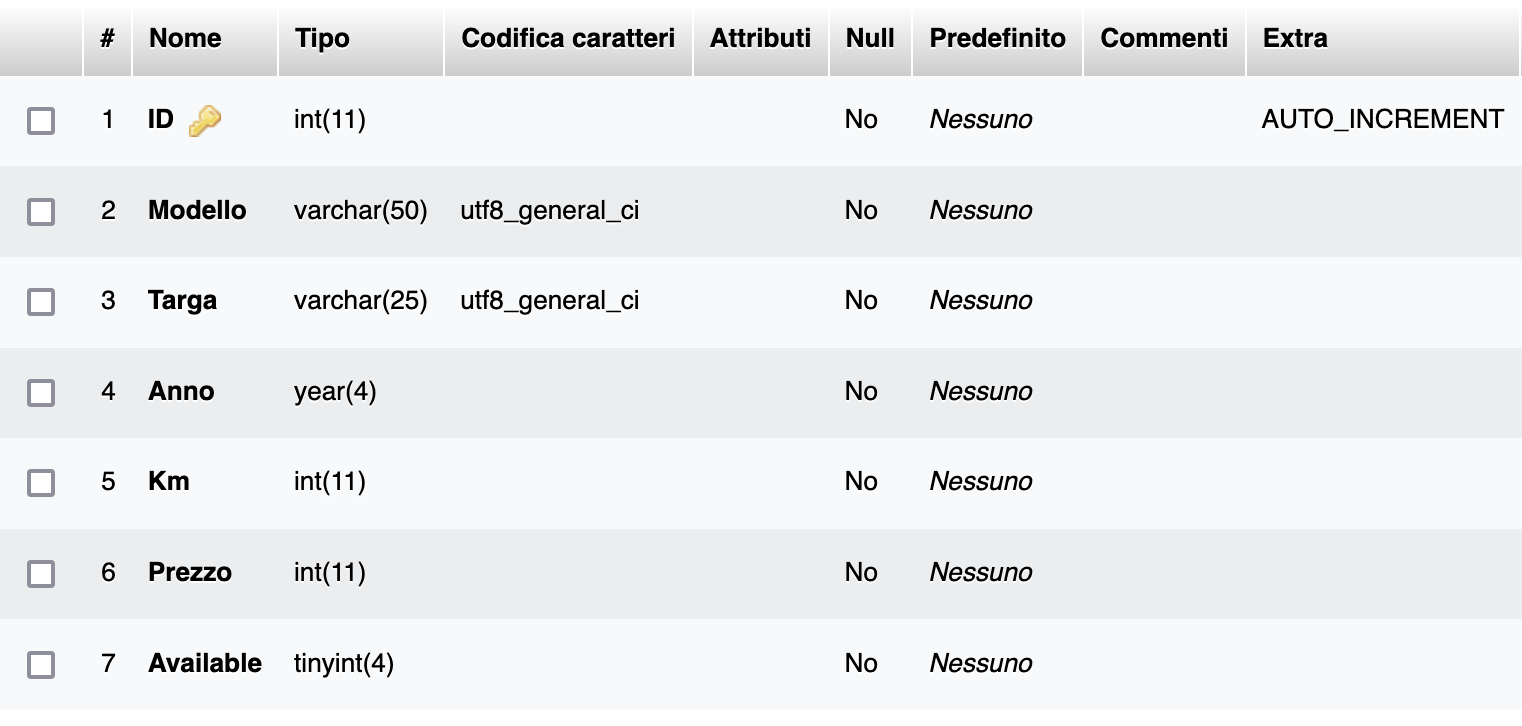 # Nome Tipo Codifica caratteri Attributi Null Predefinito Commenti Extra
1 ID int(11) No Nessuno AUTO_INCREMENT
2 Modello varchar(50) utf8_general_ci No Nessuno
3 Targa varchar(25) utf8_general_ci No Nessuno
4 Anno year(4) No Nessuno
5 Km int(11) No Nessuno
6 Prezzo int(11) No Nessuno
7 Available tinyint(4) No Nessuno